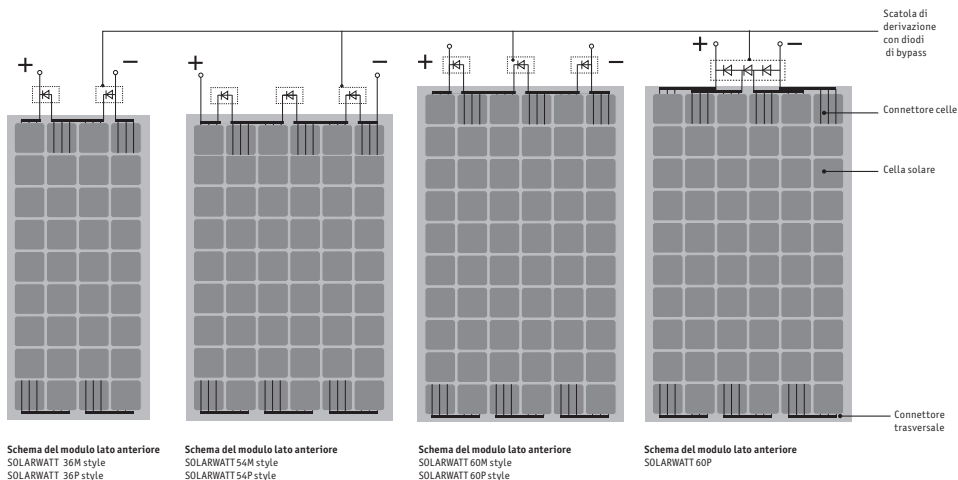 Scatola di
derivazione
con diodi
di bypass
+ −
+ −
+ −
+ −
Connettore celle
Cella solare
Connettore
trasversale
Schema del modulo lato anteriore
SOLARWATT 36M style
SOLARWATT 36P style
Schema del modulo lato anteriore
SOLARWATT 54M style
SOLARWATT 54P style
Schema del modulo lato anteriore
SOLARWATT 60M style
SOLARWATT 60P style
Schema del modulo lato anteriore
SOLARWATT 60P